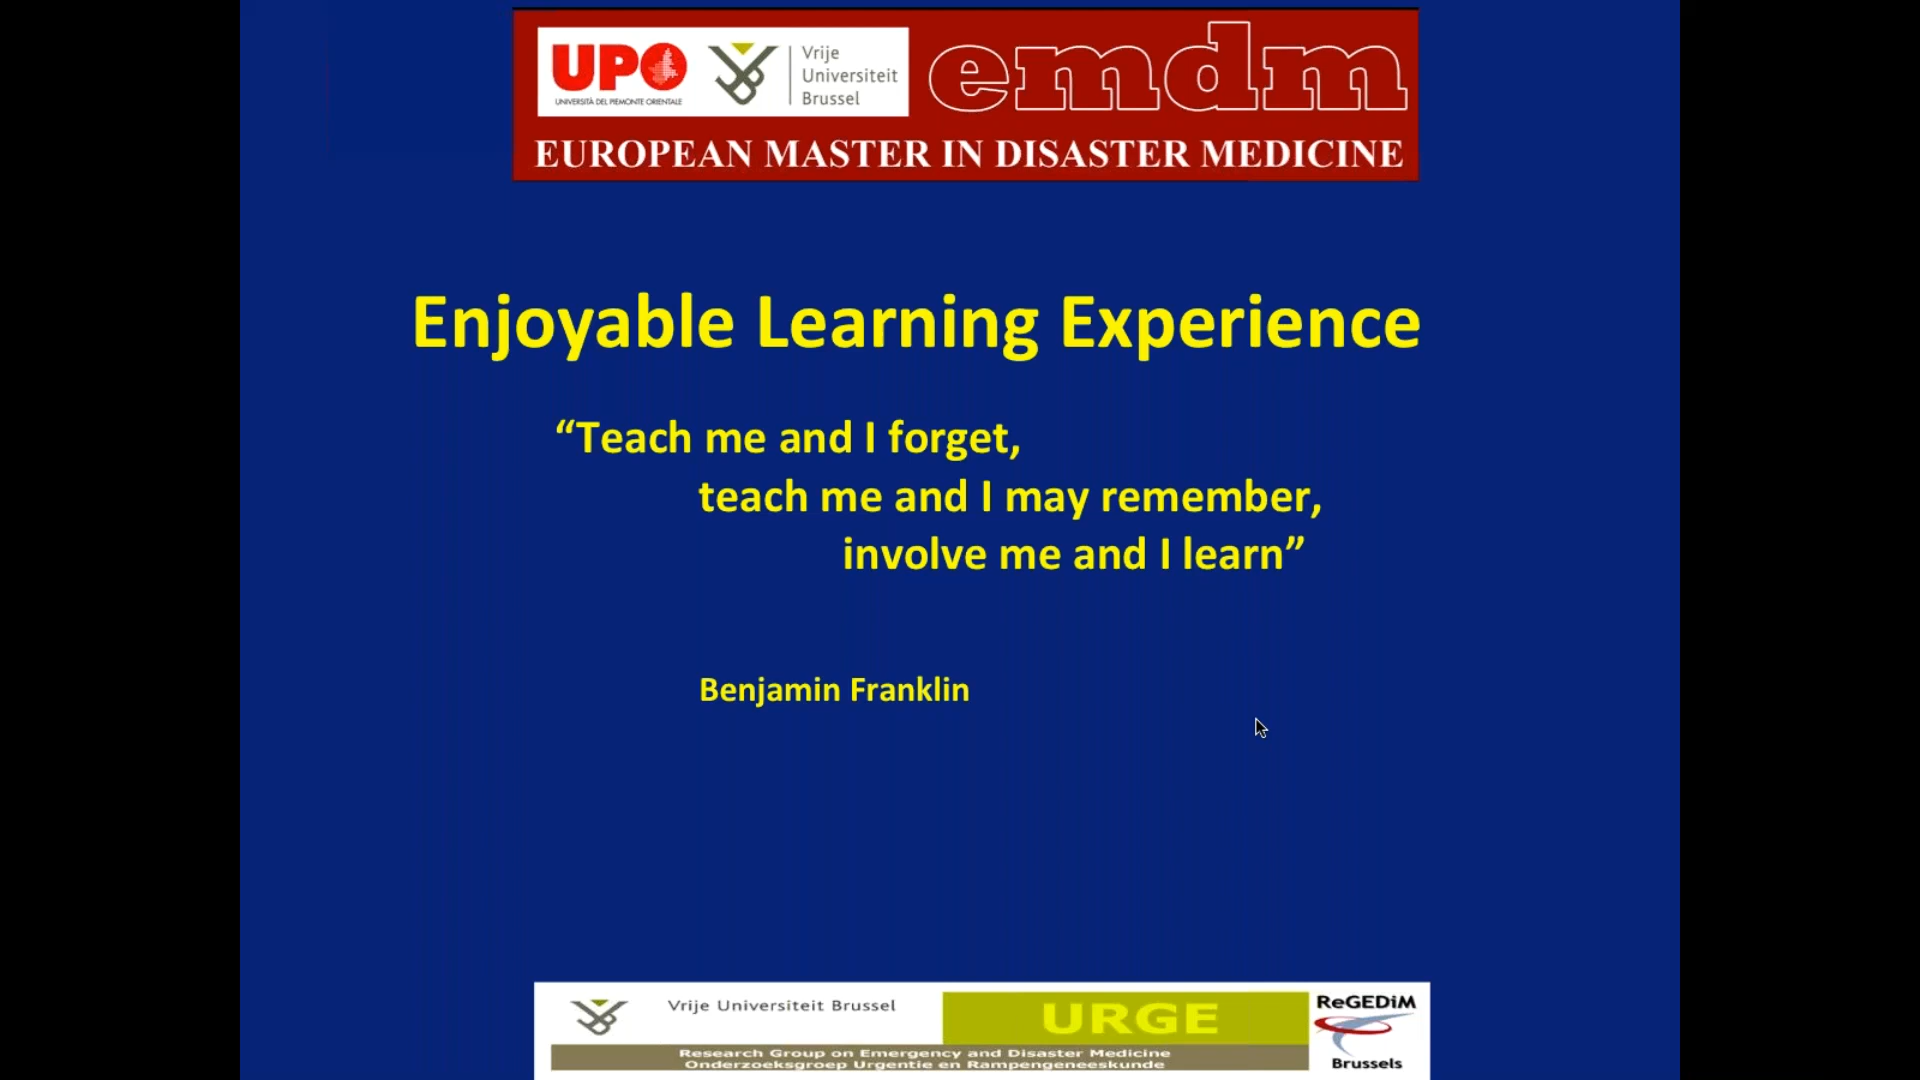 UPO
UNIVERSITÀ DEL PIEMONTE ORIENTALE
Vrije
Universiteit
Brussel
emdm
EUROPEAN MASTER IN DISASTER MEDICINE
Enjoyable Learning Experience
“Teach me and I forget,
teach me and I may remember,
involve me and I learn”
Benjamin Franklin
Vrije Universiteit Brussel
URGE
Research Group on Emergency and Disaster Medicine
Onderzoeksgroep Urgentie en Rampengeneeskunde
ReGEDiM
Brussels